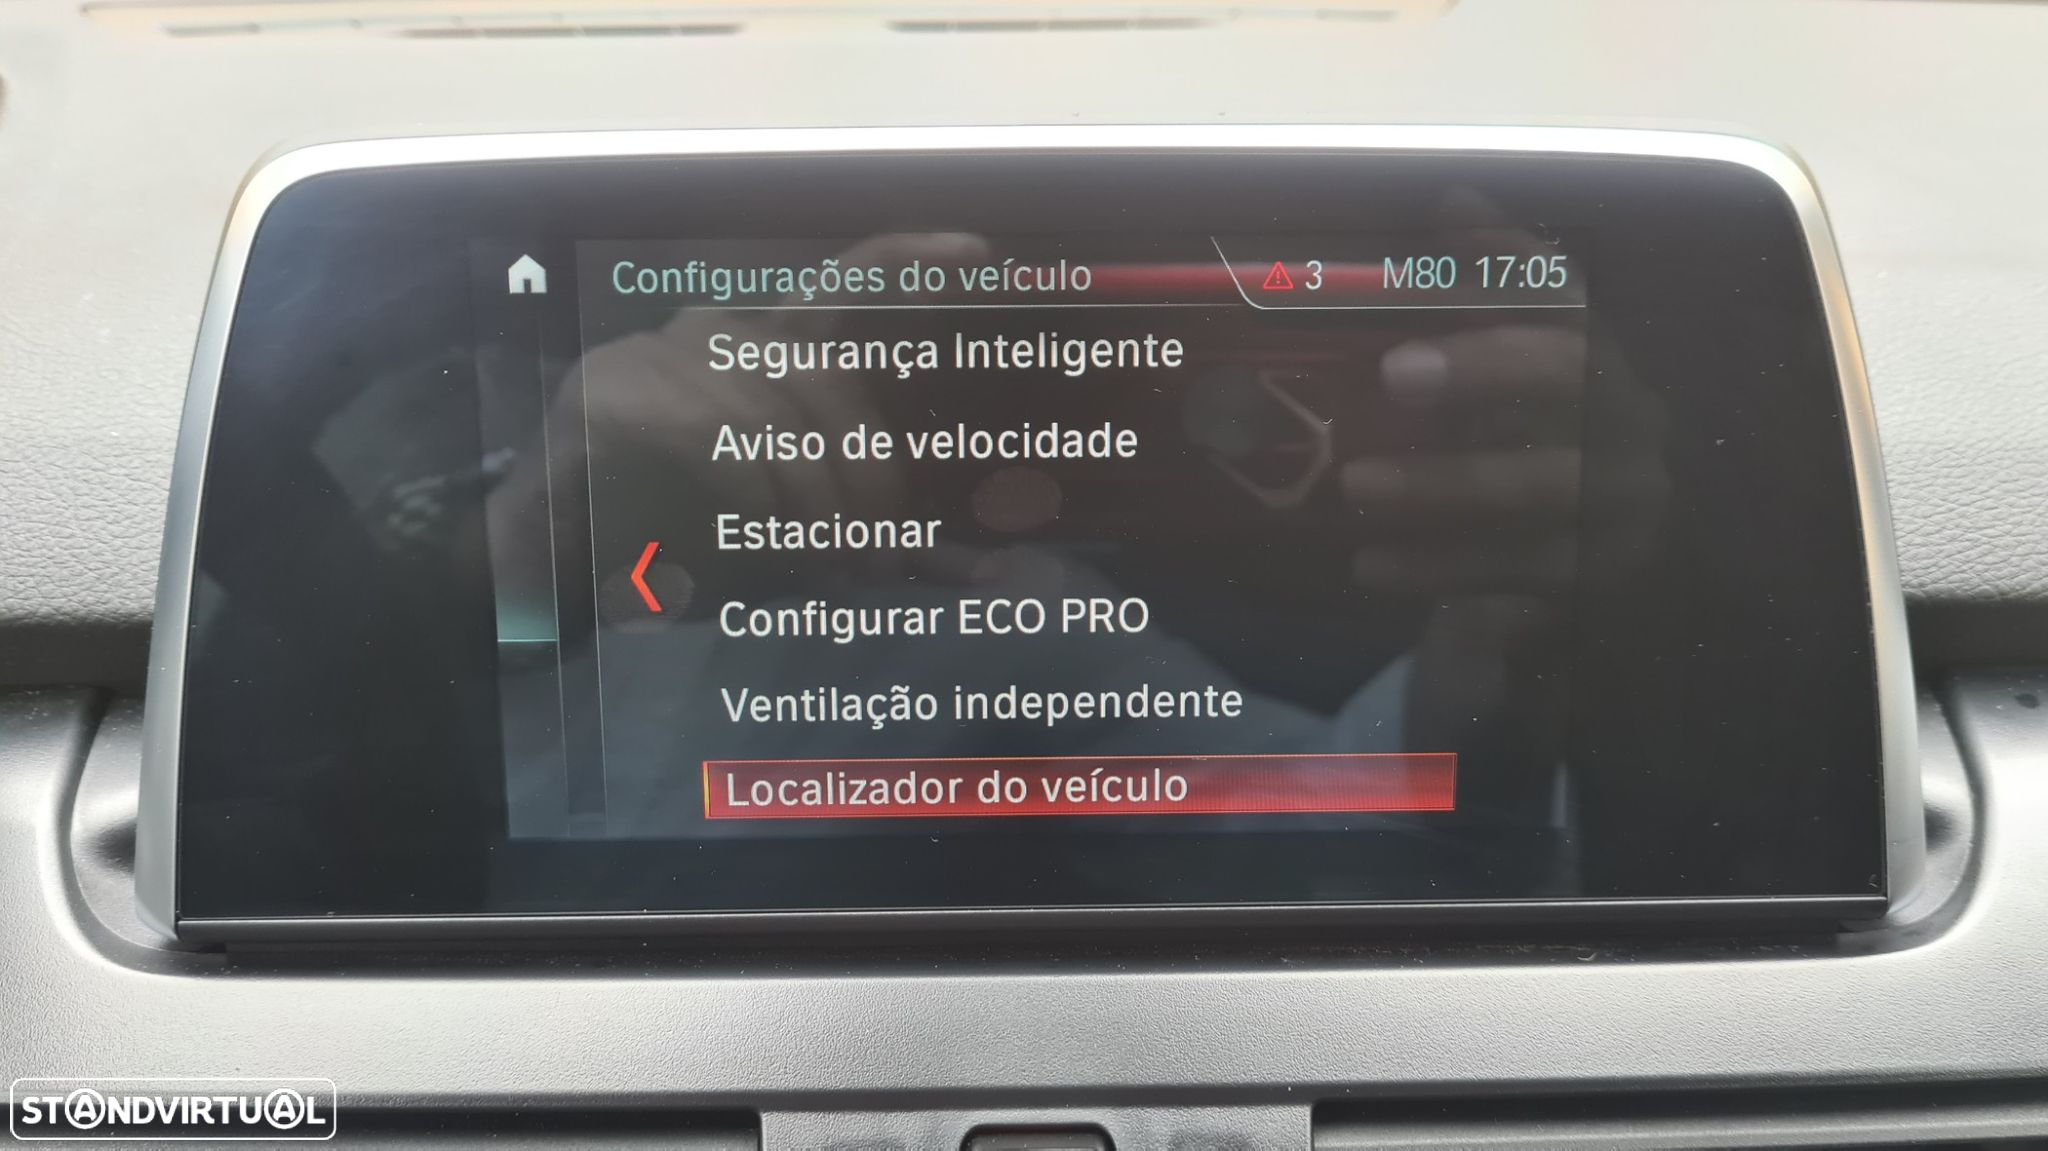 Configurações do veículo 3 M80 17:05
Segurança Inteligente
Aviso de velocidade
Estacionar
Configurar ECO PRO
Ventilação independente
Localizador do veículo
STANDVIRTUAL